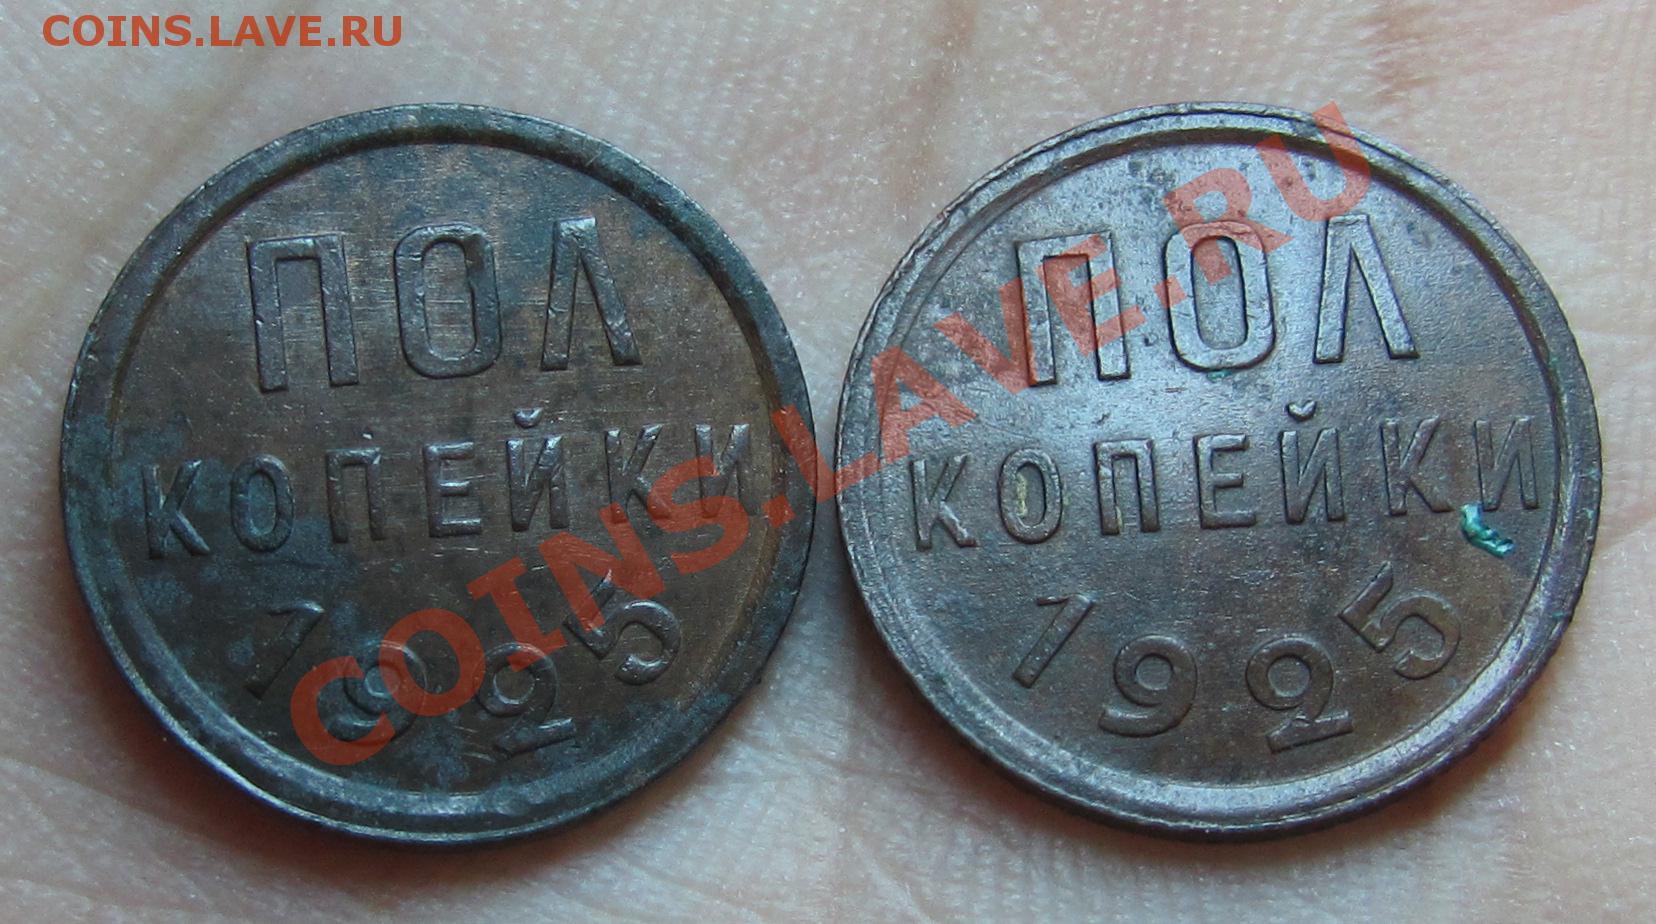 COINS.LAVE.RU
ПОЛ
КОПЕЙКИ
1925
ПОЛ
КОПЕЙКИ
1925
COINS.LAVE.RU